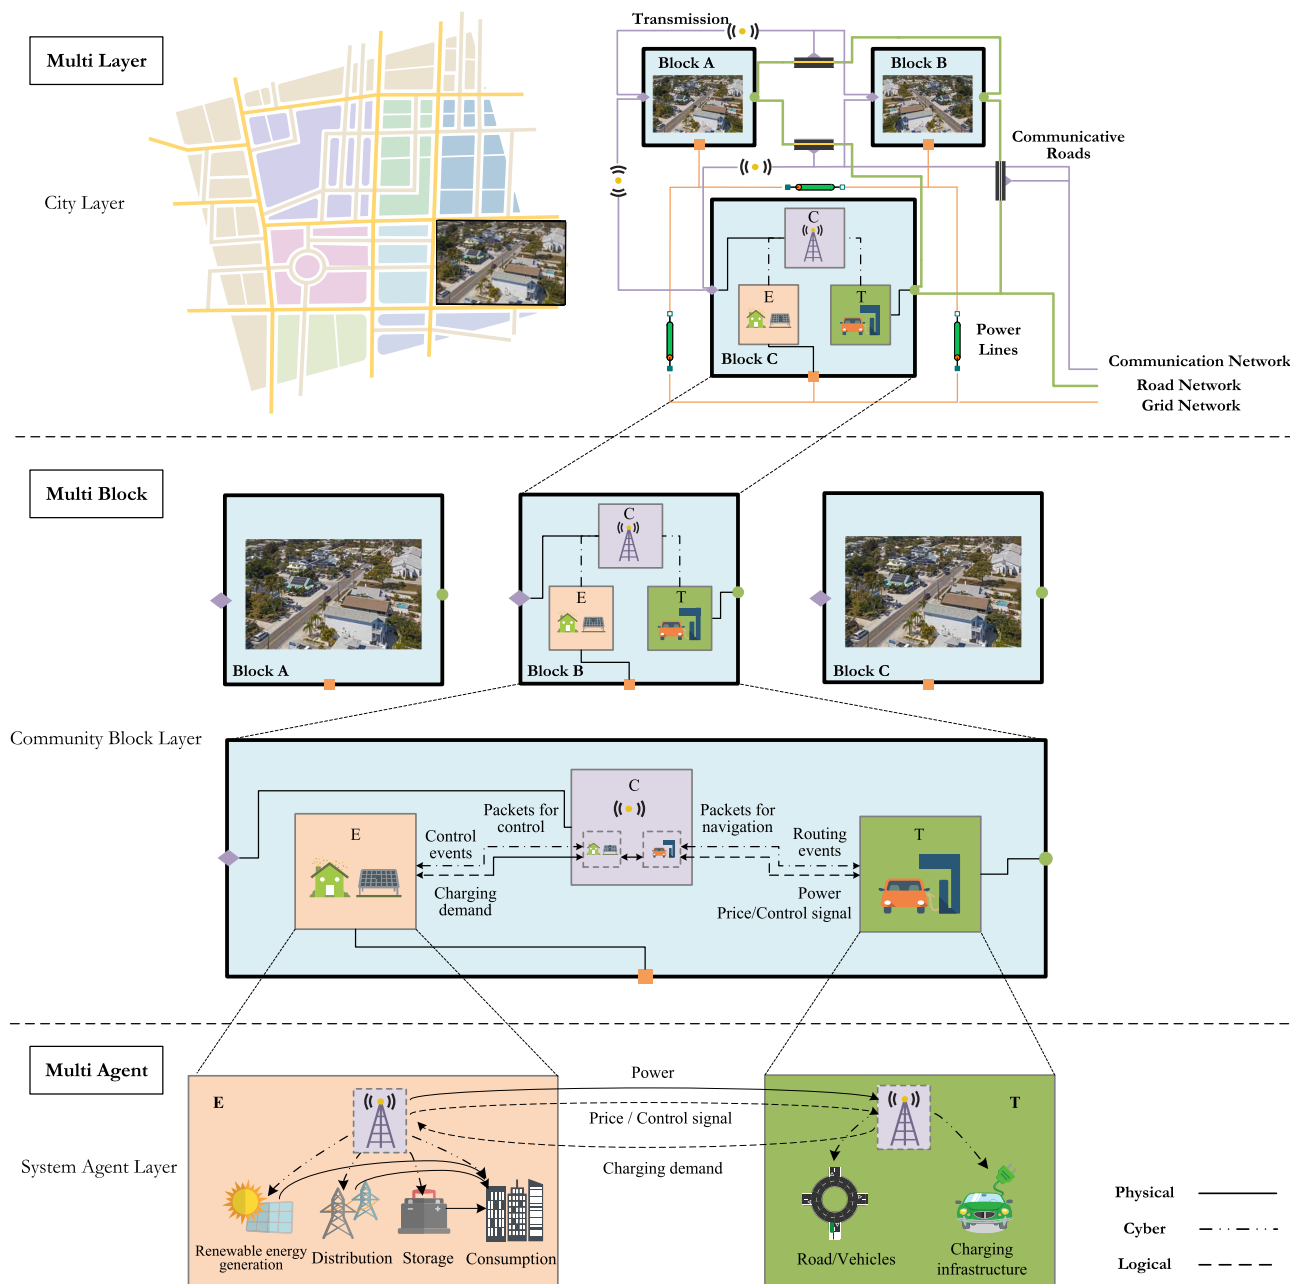 Multi Layer
City Layer
Transmission
Block A
Block B
Communicative
Roads
C
E
T
Block C
Power
Lines
Communication Network
Road Network
Grid Network
Multi Block
Block A
C
E
T
Block B
Block C
Community Block Layer
E
Control
events
Charging
demand
Packets for
control
C
Packets for
navigation
Routing
events
Power
Price/Control signal
T
Multi Agent
System Agent Layer
E
Power
Price / Control signal
Charging demand
T
Renewable energy
generation
Distribution
Storage
Consumption
Road/Vehicles
Charging
infrastructure
Physical
Cyber
Logical